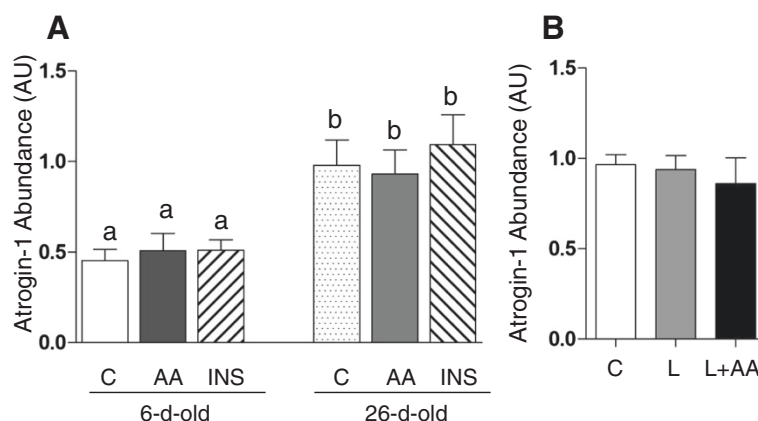 A
Atrogin-1 Abundance (AU)
1.5
1.0
0.5
0.0
a
a
a
b
b
b
C AA INS C AA INS
6-d-old 26-d-old
B
Atrogin-1 Abundance (AU)
1.5
1.0
0.5
0.0
C L L+AA